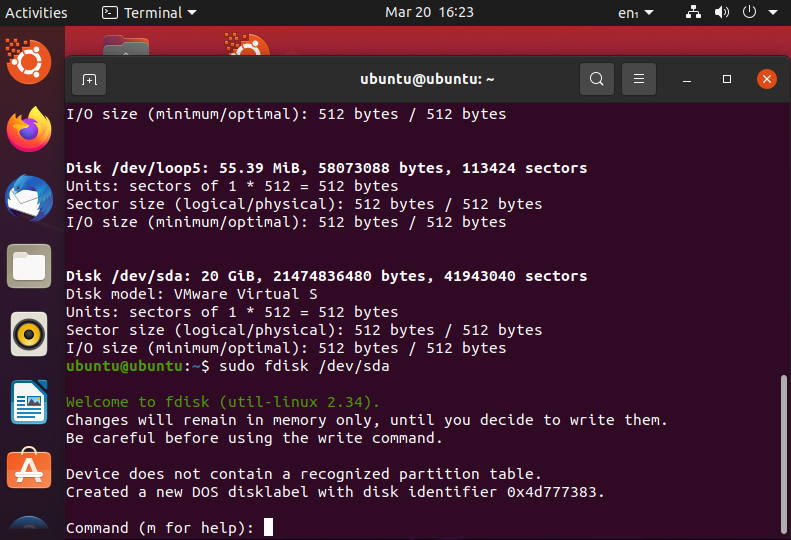 Activities Terminal Mar 20 16:23 en₁
ubuntu@ubuntu: ~
I/O size (minimum/optimal): 512 bytes / 512 bytes
Disk /dev/loop5: 55.39 MiB, 58073088 bytes, 113424 sectors
Units: sectors of 1 * 512 = 512 bytes
Sector size (logical/physical): 512 bytes / 512 bytes
I/O size (minimum/optimal): 512 bytes / 512 bytes
Disk /dev/sda: 20 GiB, 21474836480 bytes, 41943040 sectors
Disk model: VMware Virtual S
Units: sectors of 1 * 512 = 512 bytes
Sector size (logical/physical): 512 bytes / 512 bytes
I/O size (minimum/optimal): 512 bytes / 512 bytes
ubuntu@ubuntu:~$ sudo fdisk /dev/sda
Welcome to fdisk (util-linux 2.34).
Changes will remain in memory only, until you decide to write them.
Be careful before using the write command.
Device does not contain a recognized partition table.
Created a new DOS disklabel with disk identifier 0x4d777383.
Command (m for help):